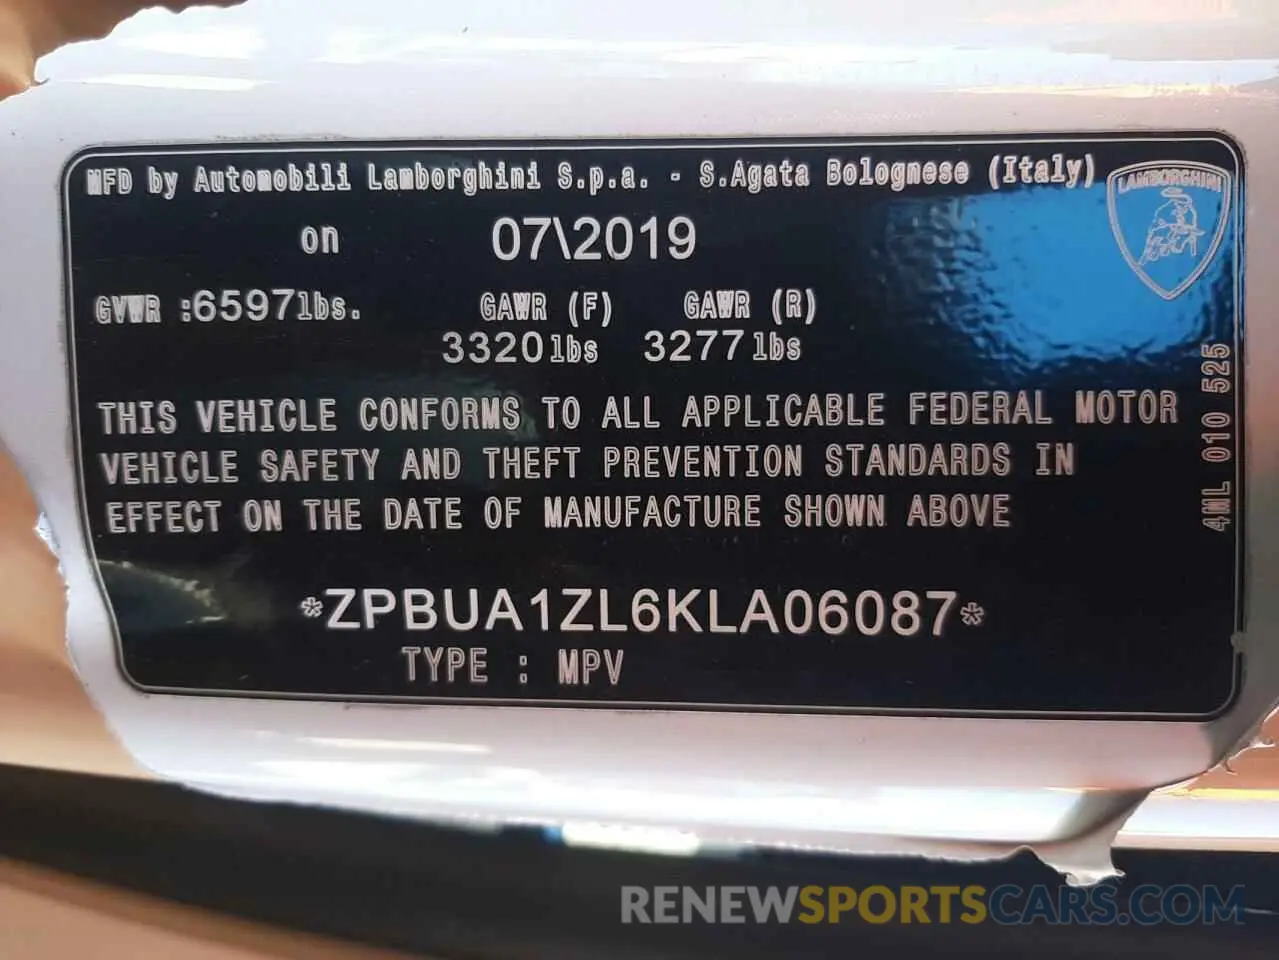 MFD by Automobili Lamborghini S.p.a. - S.Agata Bolognese (Italy)
LAMBORGHINI
on 07\2019
GVWR :6597lbs. GAWR (F) GAWR (R)
3320lbs 3277lbs
THIS VEHICLE CONFORMS TO ALL APPLICABLE FEDERAL MOTOR
VEHICLE SAFETY AND THEFT PREVENTION STANDARDS IN
EFFECT ON THE DATE OF MANUFACTURE SHOWN ABOVE
4ML 010 525
*ZPBUA1ZL6KLA06087*
TYPE : MPV
RENEWSPORTSCARS.COM